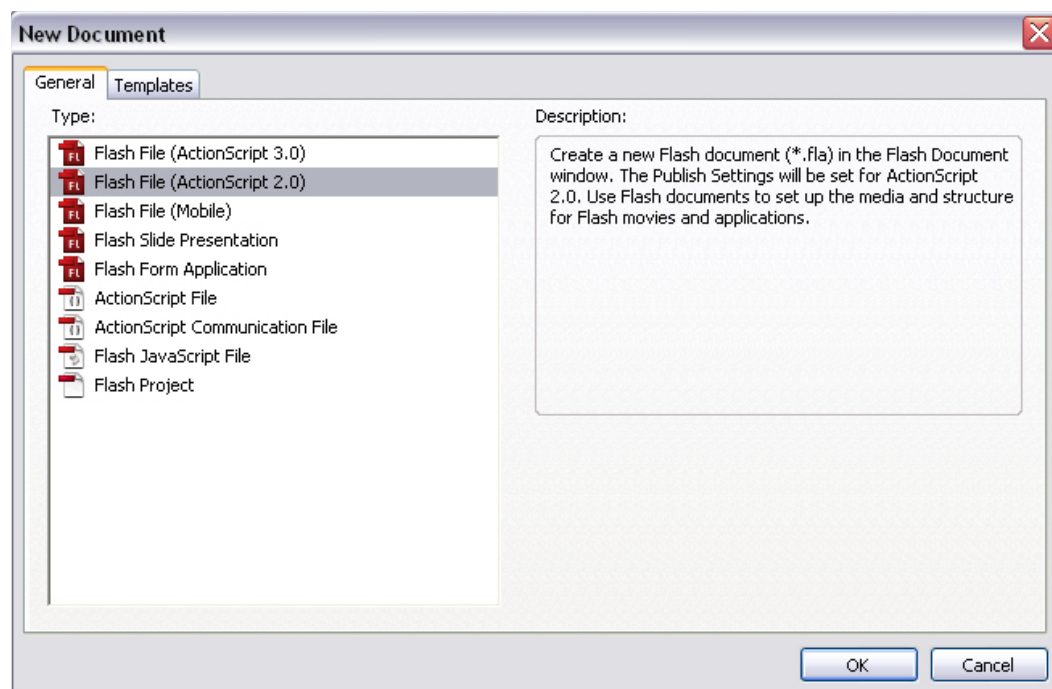 New Document
General
Templates
Type:
Flash File (ActionScript 3.0)
Flash File (ActionScript 2.0)
Flash File (Mobile)
Flash Slide Presentation
Flash Form Application
ActionScript File
ActionScript Communication File
Flash JavaScript File
Flash Project
Description:
Create a new Flash document (*.fla) in the Flash Document
window. The Publish Settings will be set for ActionScript
2.0. Use Flash documents to set up the media and structure
for Flash movies and applications.
OK
Cancel